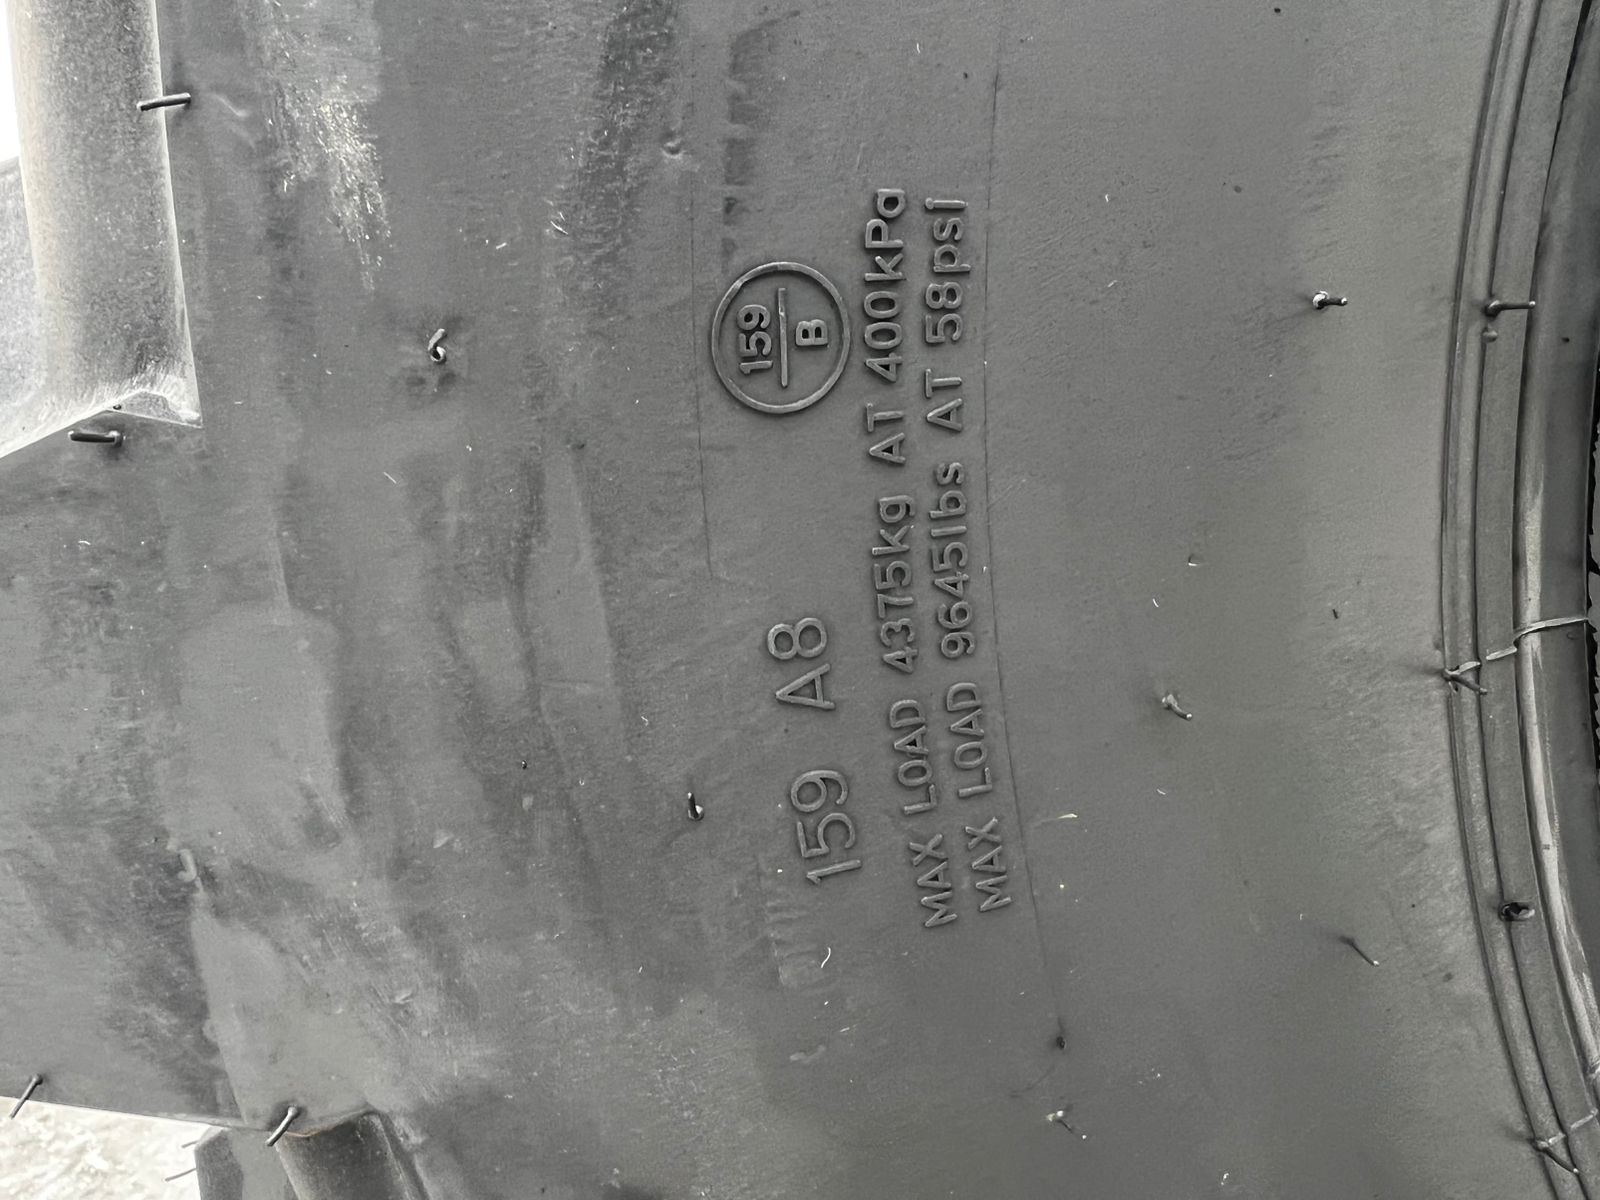 159 A8
159
B
MAX LOAD 4375kg AT 400kPa
MAX LOAD 9645lbs AT 58psi